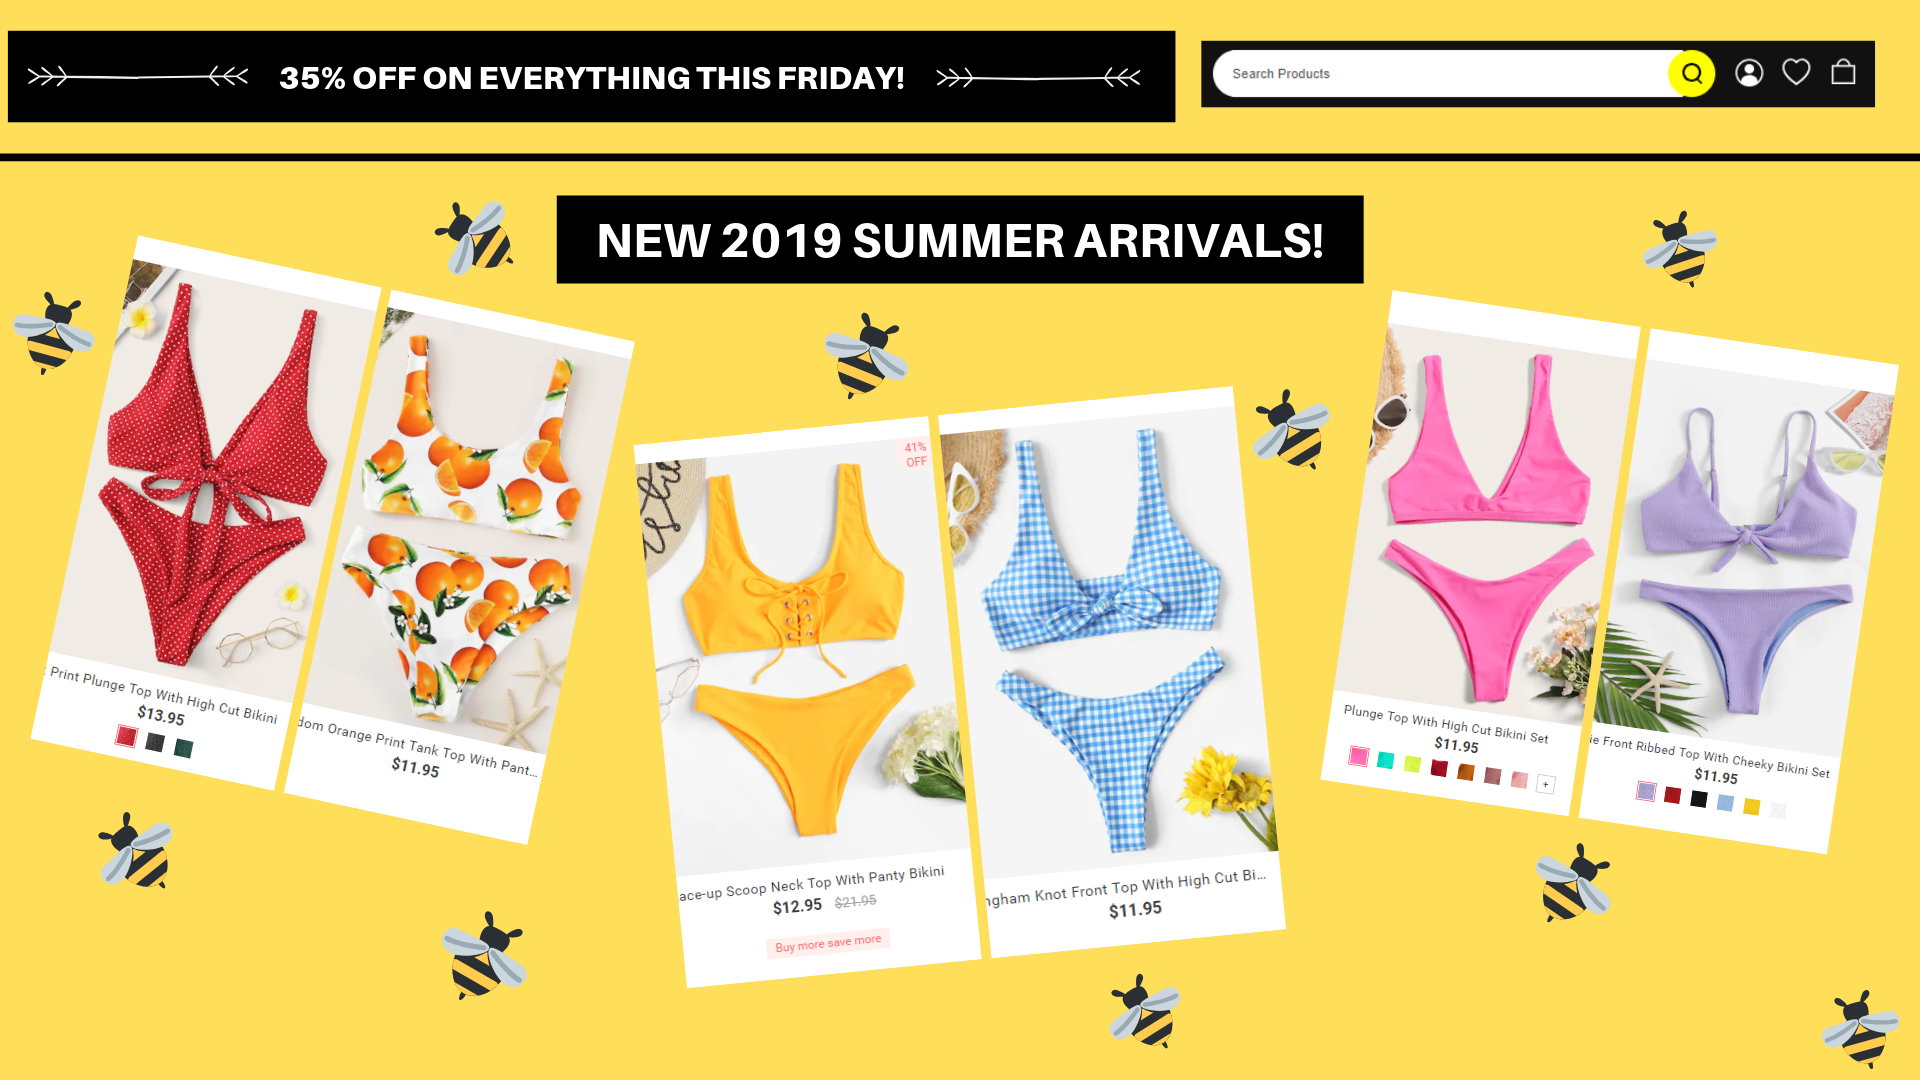 35% OFF ON EVERYTHING THIS FRIDAY!
Search Products
NEW 2019 SUMMER ARRIVALS!
Print Plunge Top With High Cut Bikini
$13.95
dom Orange Print Tank Top With Pant...
$11.95
41%
OFF
ace-up Scoop Neck Top With Panty Bikini
$12.95 $21.95
Buy more save more
ngham Knot Front Top With High Cut Bi...
$11.95
Plunge Top With High Cut Bikini Set
$11.95
+
ie Front Ribbed Top With Cheeky Bikini Set
$11.95